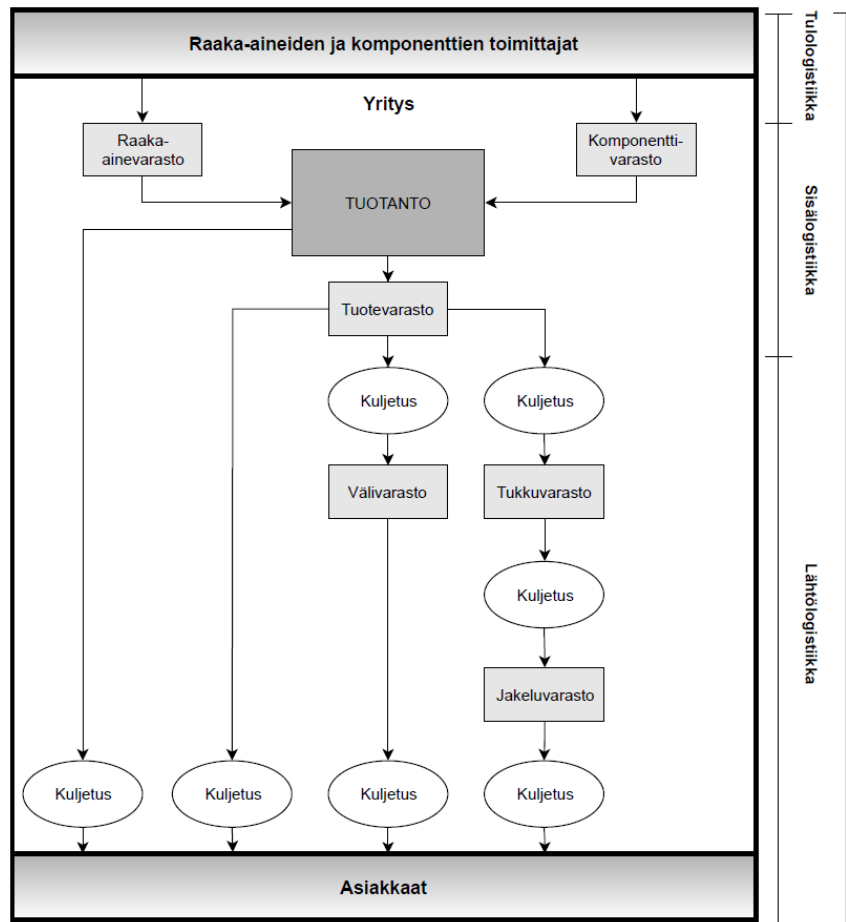 Raaka-aineiden ja komponenttien toimittajat
Yritys
Raaka-
ainevarasto
Komponentti-
varasto
TUOTANTO
Tuotevarasto
Kuljetus
Kuljetus
Välivarasto
Tukkuvarasto
Kuljetus
Jakeluvarasto
Kuljetus
Kuljetus
Kuljetus
Kuljetus
Asiakkaat
Tulologistiikka
Sisälogistiikka
Lähtölogistiikka